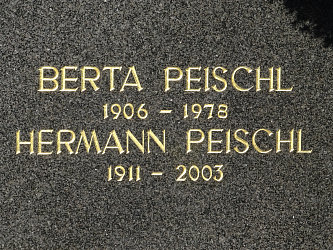 BERTA PEISCHL
1906 – 1978
HERMANN PEISCHL
1911 – 2003